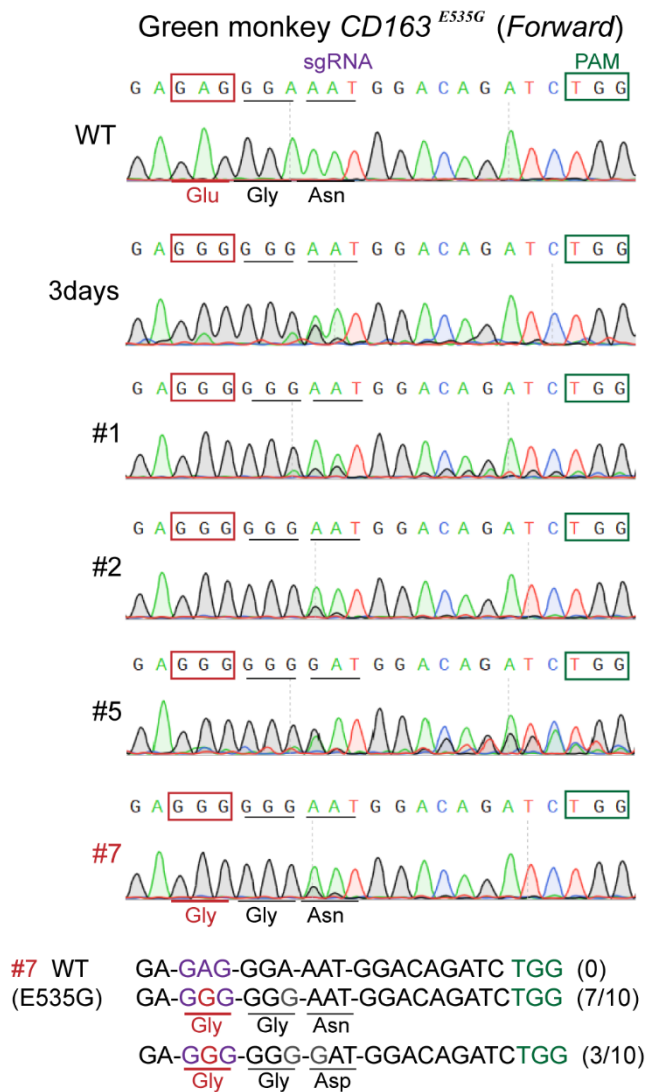 Green monkey CD163 E535G (Forward)
sgRNA PAM
G A G A G G G A A A T G G A C A G A T C T G G
WT
Glu Gly Asn
G A G G G G G G A A T G G A C A G A T C T G G
3days
G A G G G G G G A A T G G A C A G A T C T G G
#1
G A G G G G G G A A T G G A C A G A T C T G G
#2
G A G G G G G G G A T G G A C A G A T C T G G
#5
G A G G G G G G A A T G G A C A G A T C T G G
#7
Gly Gly Asn
#7 WT GA-GAG-GGA-AAT-GGACAGATC TGG (0)
(E535G) GA-GGG-GGG-AAT-GGACAGATCTGG (7/10)
Gly Gly Asn
GA-GGG-GGG-GAT-GGACAGATCTGG (3/10)
Gly Gly Asp